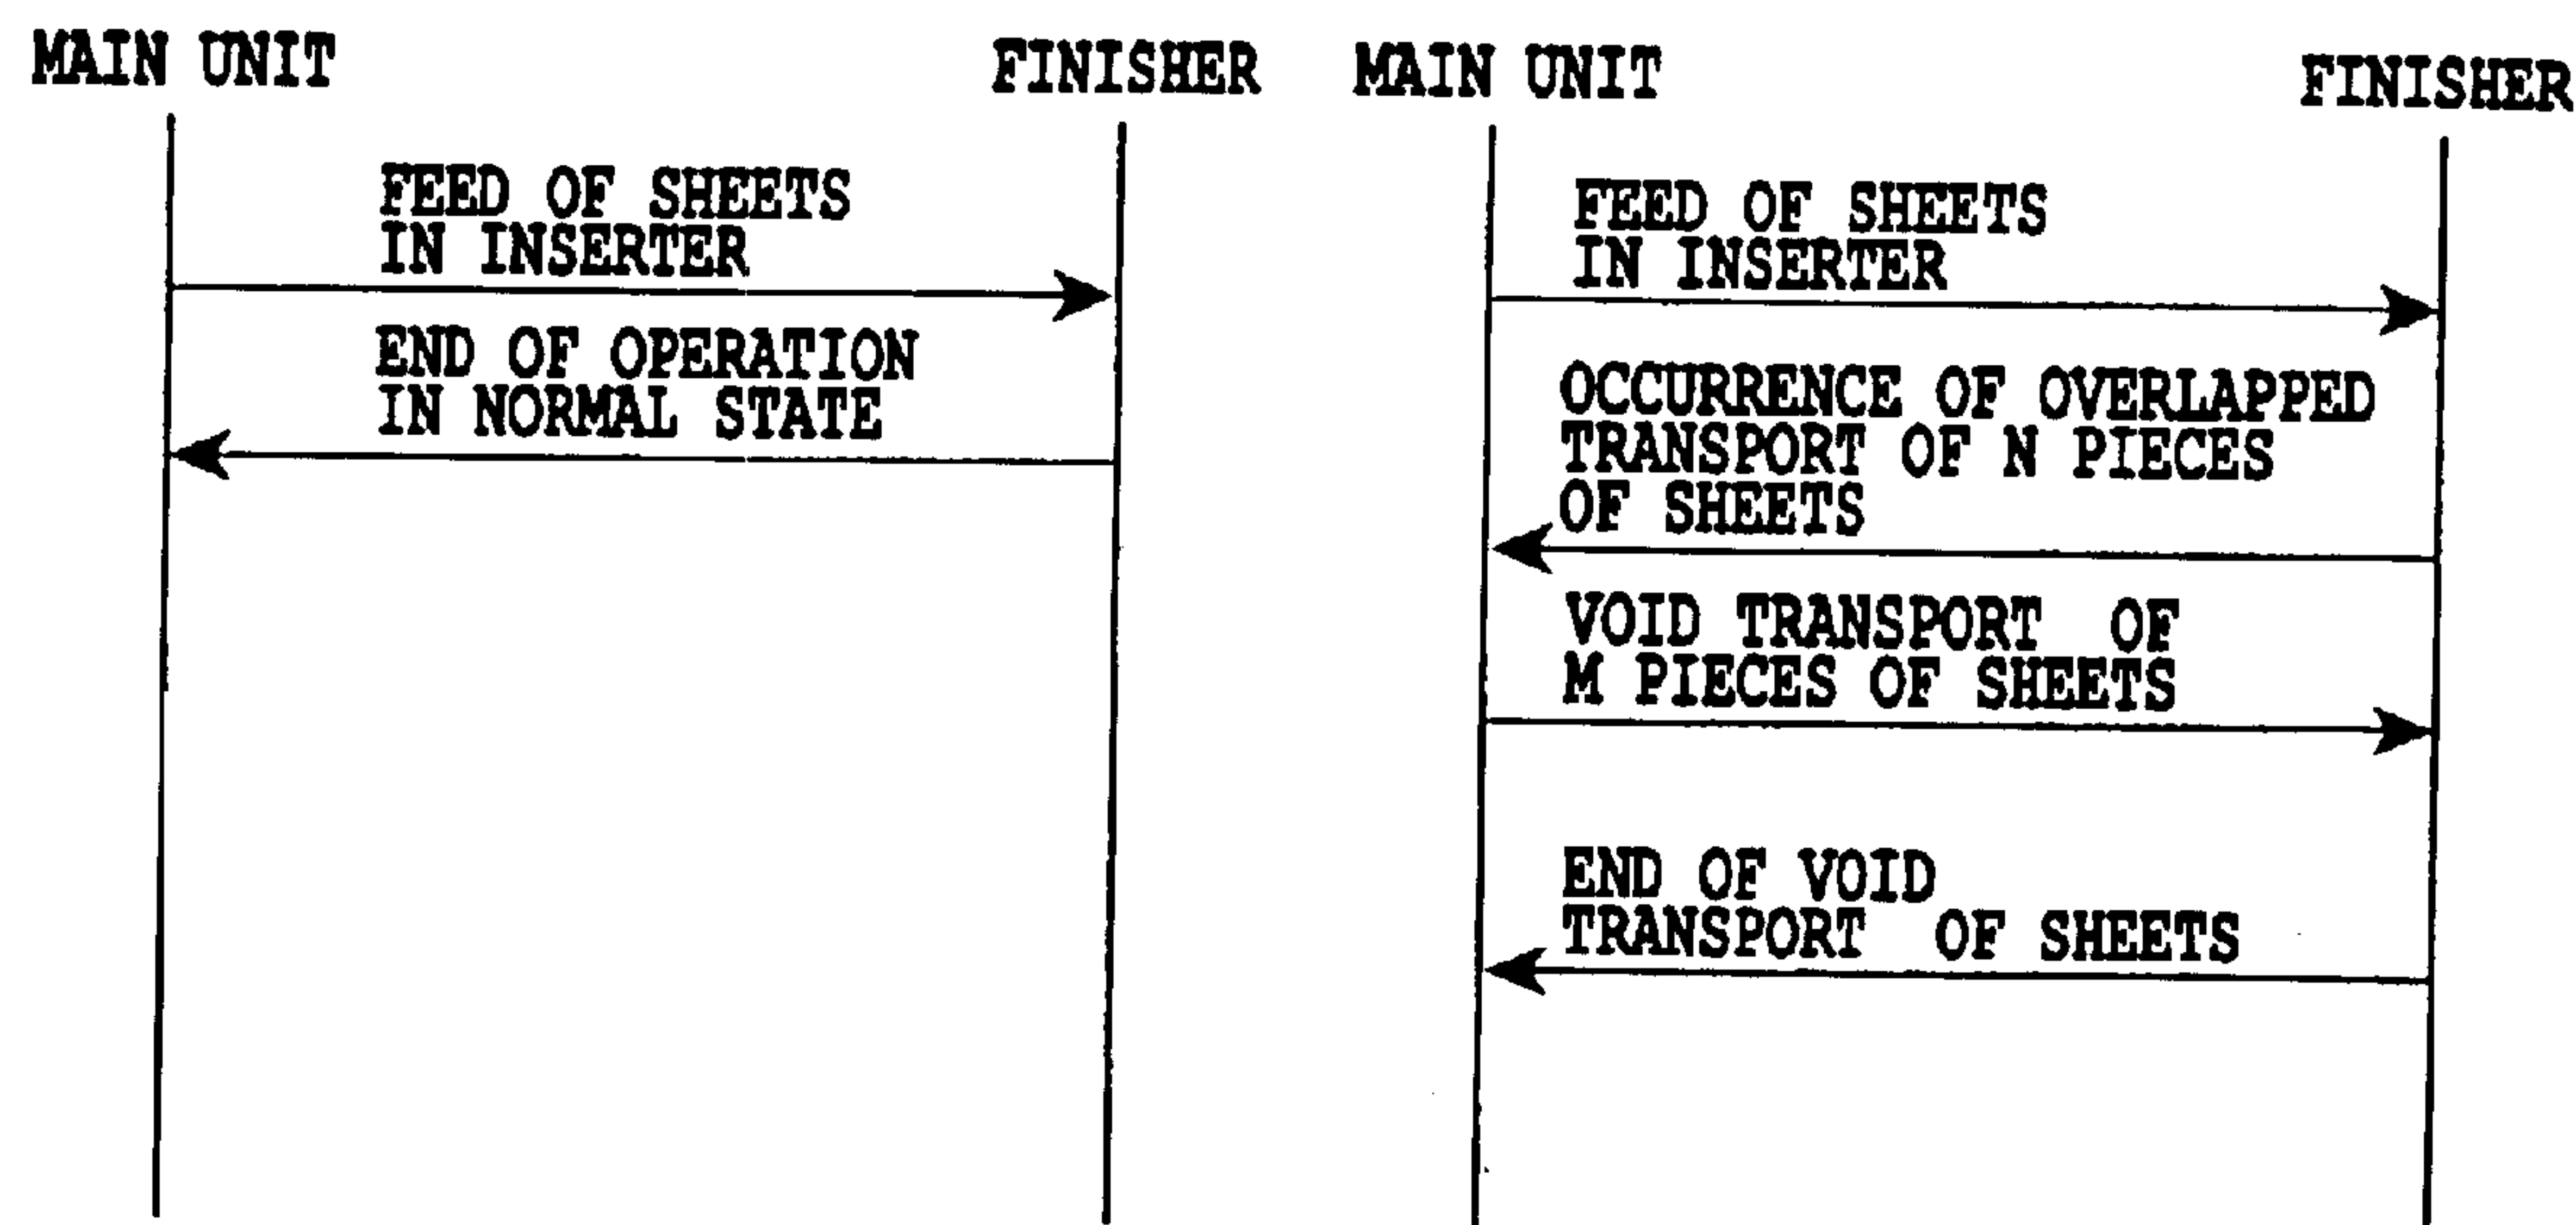 MAIN UNIT
FINISHER
FEED OF SHEETS
IN INSERTER
END OF OPERATION
IN NORMAL STATE
MAIN UNIT
FINISHER
FEED OF SHEETS
IN INSERTER
OCCURRENCE OF OVERLAPPED
TRANSPORT OF N PIECES
OF SHEETS
VOID TRANSPORT OF
M PIECES OF SHEETS
END OF VOID
TRANSPORT OF SHEETS